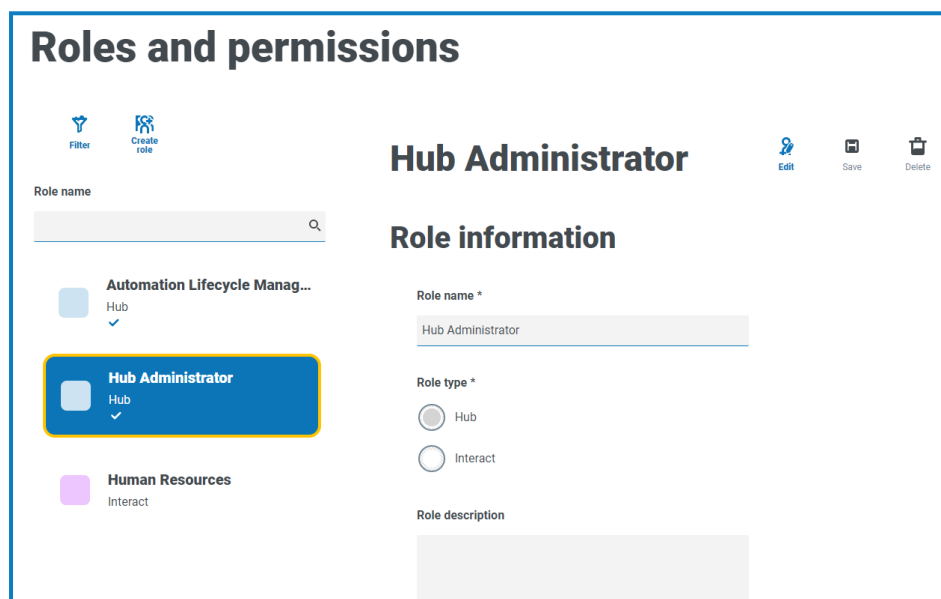 Roles and permissions
Filter
Create
role
Role name
Automation Lifecycle Manag...
Hub
Hub Administrator
Hub
Human Resources
Interact
Hub Administrator
Edit
Save
Delete
Role information
Role name *
Hub Administrator
Role type *
Hub
Interact
Role description